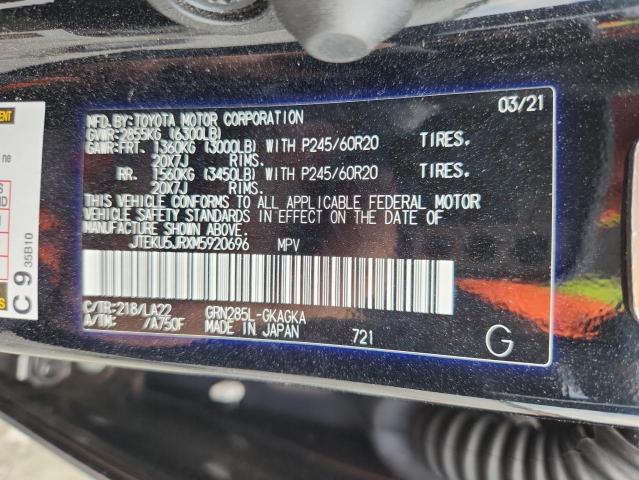 MFD. BY: TOYOTA MOTOR CORPORATION 03/21
GVWR: 2855KG (6300LB)
GAWR: FRT. 1360KG (3000LB) WITH P245/60R20 TIRES.
20X7J RIMS.
RR. 1560KG (3450LB) WITH P245/60R20 TIRES.
20X7J RIMS.
THIS VEHICLE CONFORMS TO ALL APPLICABLE FEDERAL MOTOR
VEHICLE SAFETY STANDARDS IN EFFECT ON THE DATE OF
MANUFACTURE SHOWN ABOVE.
JTEKU5JRXM5920696 MPV
C/TR: 218/LA22 GRN285L-GKAGKA
A/TM: /A750F MADE IN JAPAN 721
G
C 9
35B10
ne